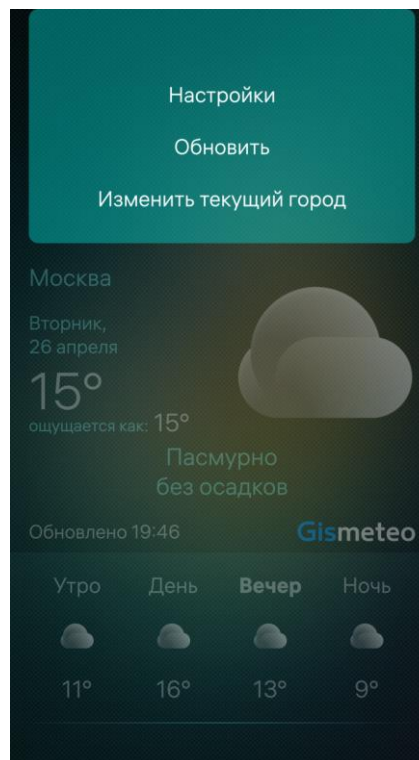 Настройки
Обновить
Изменить текущий город
Москва
Вторник,
26 апреля
15°
ощущается как: 15°
Пасмурно
без осадков
Обновлено 19:46 Gismeteo
Утро День Вечер Ночь
11° 16° 13° 9°